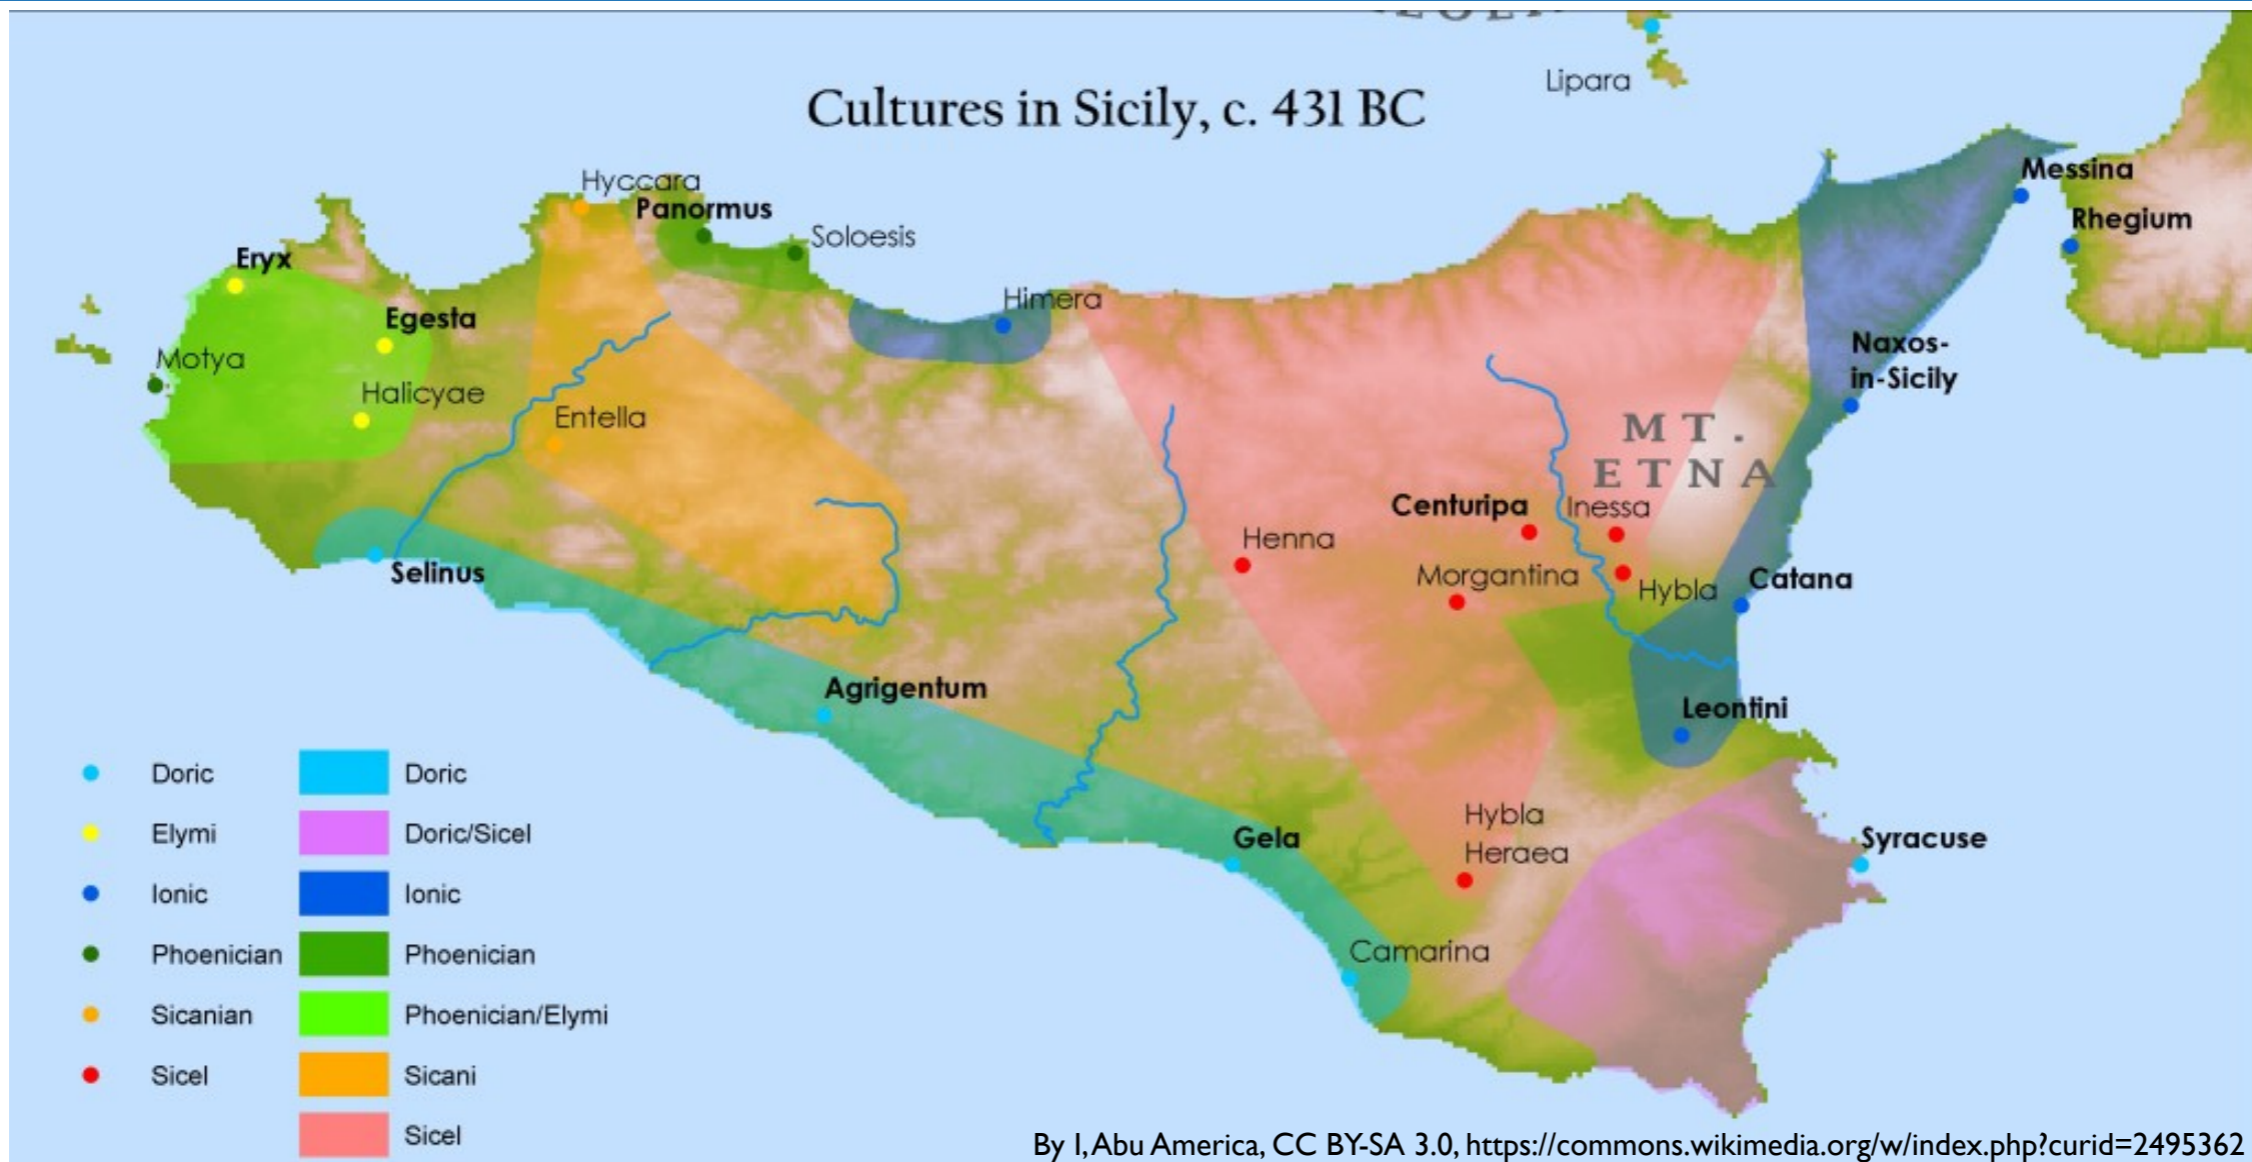 Lipara
Cultures in Sicily, c. 431 BC
Hyccara
Panormus
Soloesis
Messina
Rhegium
Eryx
Egesta
Himera
Motya
Halicyae
Naxos-
in-Sicily
Entella
MT.
ETNA
Centuripa
Inessa
Henna
Morgantina
Hybla
Catana
Selinus
Agrigentum
Leontini
Hybla
Heraea
Gela
Syracuse
Camarina
Doric
Elymi
Ionic
Phoenician
Sicanian
Sicel
Doric
Doric/Sicel
Ionic
Phoenician
Phoenician/Elymi
Sicani
Sicel
By I, Abu America, CC BY-SA 3.0, https://commons.wikimedia.org/w/index.php?curid=2495362